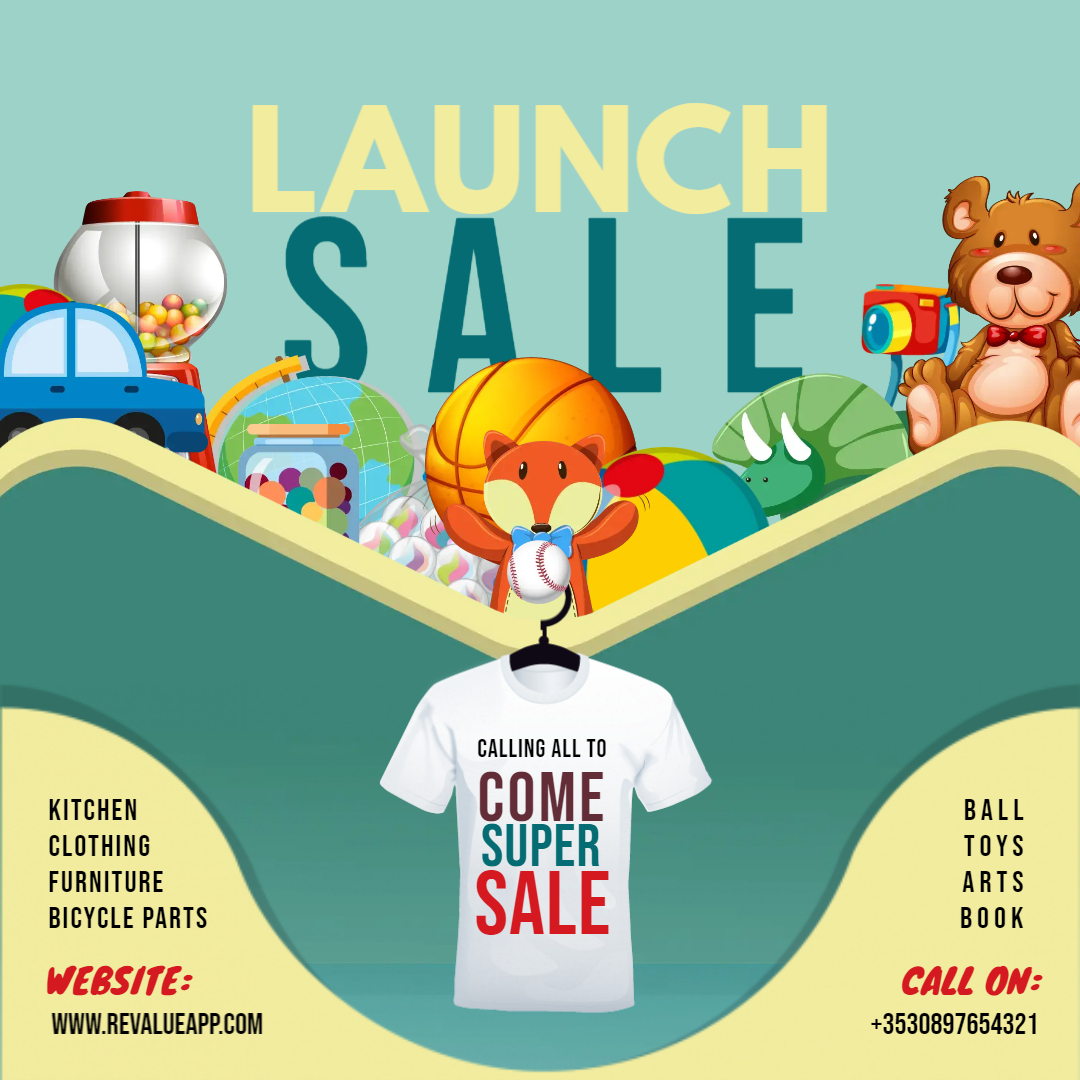 LAUNCH
SALE
CALLING ALL TO
COME
SUPER
SALE
KITCHEN
CLOTHING
FURNITURE
BICYCLE PARTS
WEBSITE:
WWW.REVALUEAPP.COM
BALL
TOYS
ARTS
BOOK
CALL ON:
+3530897654321